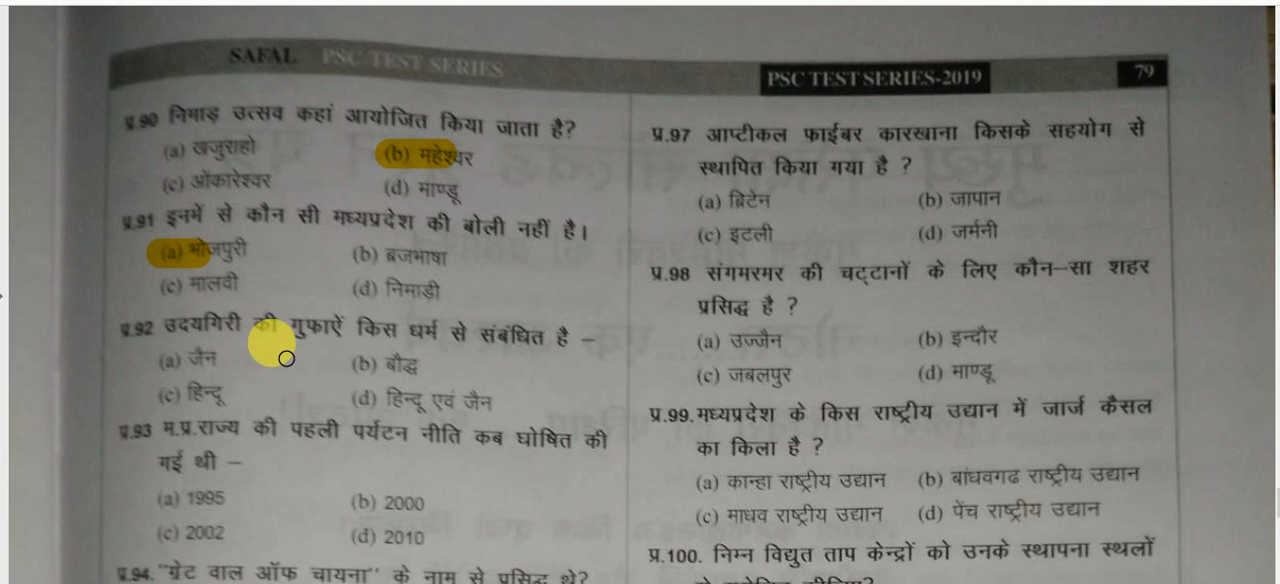 SAFAL PSC TEST SERIES
PSC TEST SERIES-2019 79
प्र.90 निमाड़ उत्सव कहां आयोजित किया जाता है?
(a) खजुराहो (b) महेश्वर
(c) ओंकारेश्वर (d) माण्डू
प्र.91 इनमें से कौन सी मध्यप्रदेश की बोली नहीं है।
(a) भोजपुरी (b) ब्रजभाषा
(c) मालवी (d) निमाड़ी
प्र.92 उदयगिरी की गुफाऐं किस धर्म से संबंधित है –
(a) जैन (b) बौद्ध
(c) हिन्दू (d) हिन्दू एवं जैन
प्र.93 म.प्र.राज्य की पहली पर्यटन नीति कब घोषित की
गई थी –
(a) 1995 (b) 2000
(c) 2002 (d) 2010
प्र.94. "ग्रेट वाल ऑफ चायना" के नाम से प्रसिद्ध थे?
प्र.97 आप्टीकल फाईबर कारखाना किसके सहयोग से
स्थापित किया गया है ?
(a) ब्रिटेन (b) जापान
(c) इटली (d) जर्मनी
प्र.98 संगमरमर की चट्टानों के लिए कौन–सा शहर
प्रसिद्ध है ?
(a) उज्जैन (b) इन्दौर
(c) जबलपुर (d) माण्डू
प्र.99. मध्यप्रदेश के किस राष्ट्रीय उद्यान में जार्ज कैसल
का किला है ?
(a) कान्हा राष्ट्रीय उद्यान (b) बांधवगढ राष्ट्रीय उद्यान
(c) माधव राष्ट्रीय उद्यान (d) पेंच राष्ट्रीय उद्यान
प्र.100. निम्न विद्युत ताप केन्द्रों को उनके स्थापना स्थलों